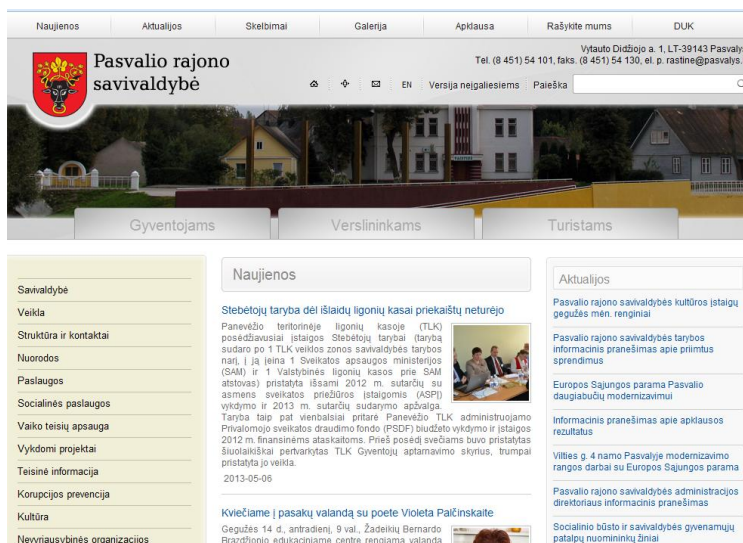 Naujienos Aktualijos Skelbimai Galerija Apklausa Rašykite mums DUK
Vytauto Didžiojo a. 1, LT-39143 Pasvalys
Tel. (8 451) 54 101, faks. (8 451) 54 130, el. p. rastine@pasvalys.
Pasvalio rajono
savivaldybė
EN Versija neįgaliesiems Paieška
Gyventojams Verslininkams Turistams
Savivaldybė
Veikla
Struktūra ir kontaktai
Nuorodos
Paslaugos
Socialinės paslaugos
Vaiko teisių apsauga
Vykdomi projektai
Teisinė informacija
Korupcijos prevencija
Kultūra
Nevyriausybinės organizacijos
Naujienos
Stebėtojų taryba dėl išlaidų ligonių kasai priekaištų neturėjo
Panevėžio teritorinėje ligonių kasoje (TLK)
posėdžiavusiai įstaigos Stebėtojų tarybai (tarybą
sudaro po 1 TLK veiklos zonos savivaldybės tarybos
narį, į ją įeina 1 Sveikatos apsaugos ministerijos
(SAM) ir 1 Valstybinės ligonių kasos prie SAM
atstovas) pristatyta išsami 2012 m. sutarčių su
asmens sveikatos priežiūros įstaigomis (ASPĮ)
vykdymo ir 2013 m. sutarčių sudarymo apžvalga.
Taryba taip pat vienbalsiai pritarė Panevėžio TLK administruojamo
Privalomojo sveikatos draudimo fondo (PSDF) biudžeto vykdymo ir įstaigos
2012 m. finansinėms ataskaitoms. Prieš posėdį svečiams buvo pristatytas
šiuolaikiškai pertvarkytas TLK Gyventojų aptarnavimo skyrius, trumpai
pristatyta jo veikla.
2013-05-06
Kviečiame į pasakų valandą su poete Violeta Palčinskaite
Gegužės 14 d., antradienį, 9 val., Žadeikių Bernardo
Brazdžionio edukaciniame centre rengiama valanda
Aktualijos
Pasvalio rajono savivaldybės kultūros įstaigų
gegužės mėn. renginiai
Pasvalio rajono savivaldybės tarybos
informacinis pranešimas apie priimtus
sprendimus
Europos Sąjungos parama Pasvalio
daugiabučių modernizavimui
Informacinis pranešimas apie apklausos
rezultatus
Vilties g. 4 namo Pasvalyje modernizavimo
rangos darbai su Europos Sąjungos parama
Pasvalio rajono savivaldybės administracijos
direktoriaus informacinis pranešimas
Socialinio būsto ir savivaldybės gyvenamųjų
patalpų nuomininkų žiniai